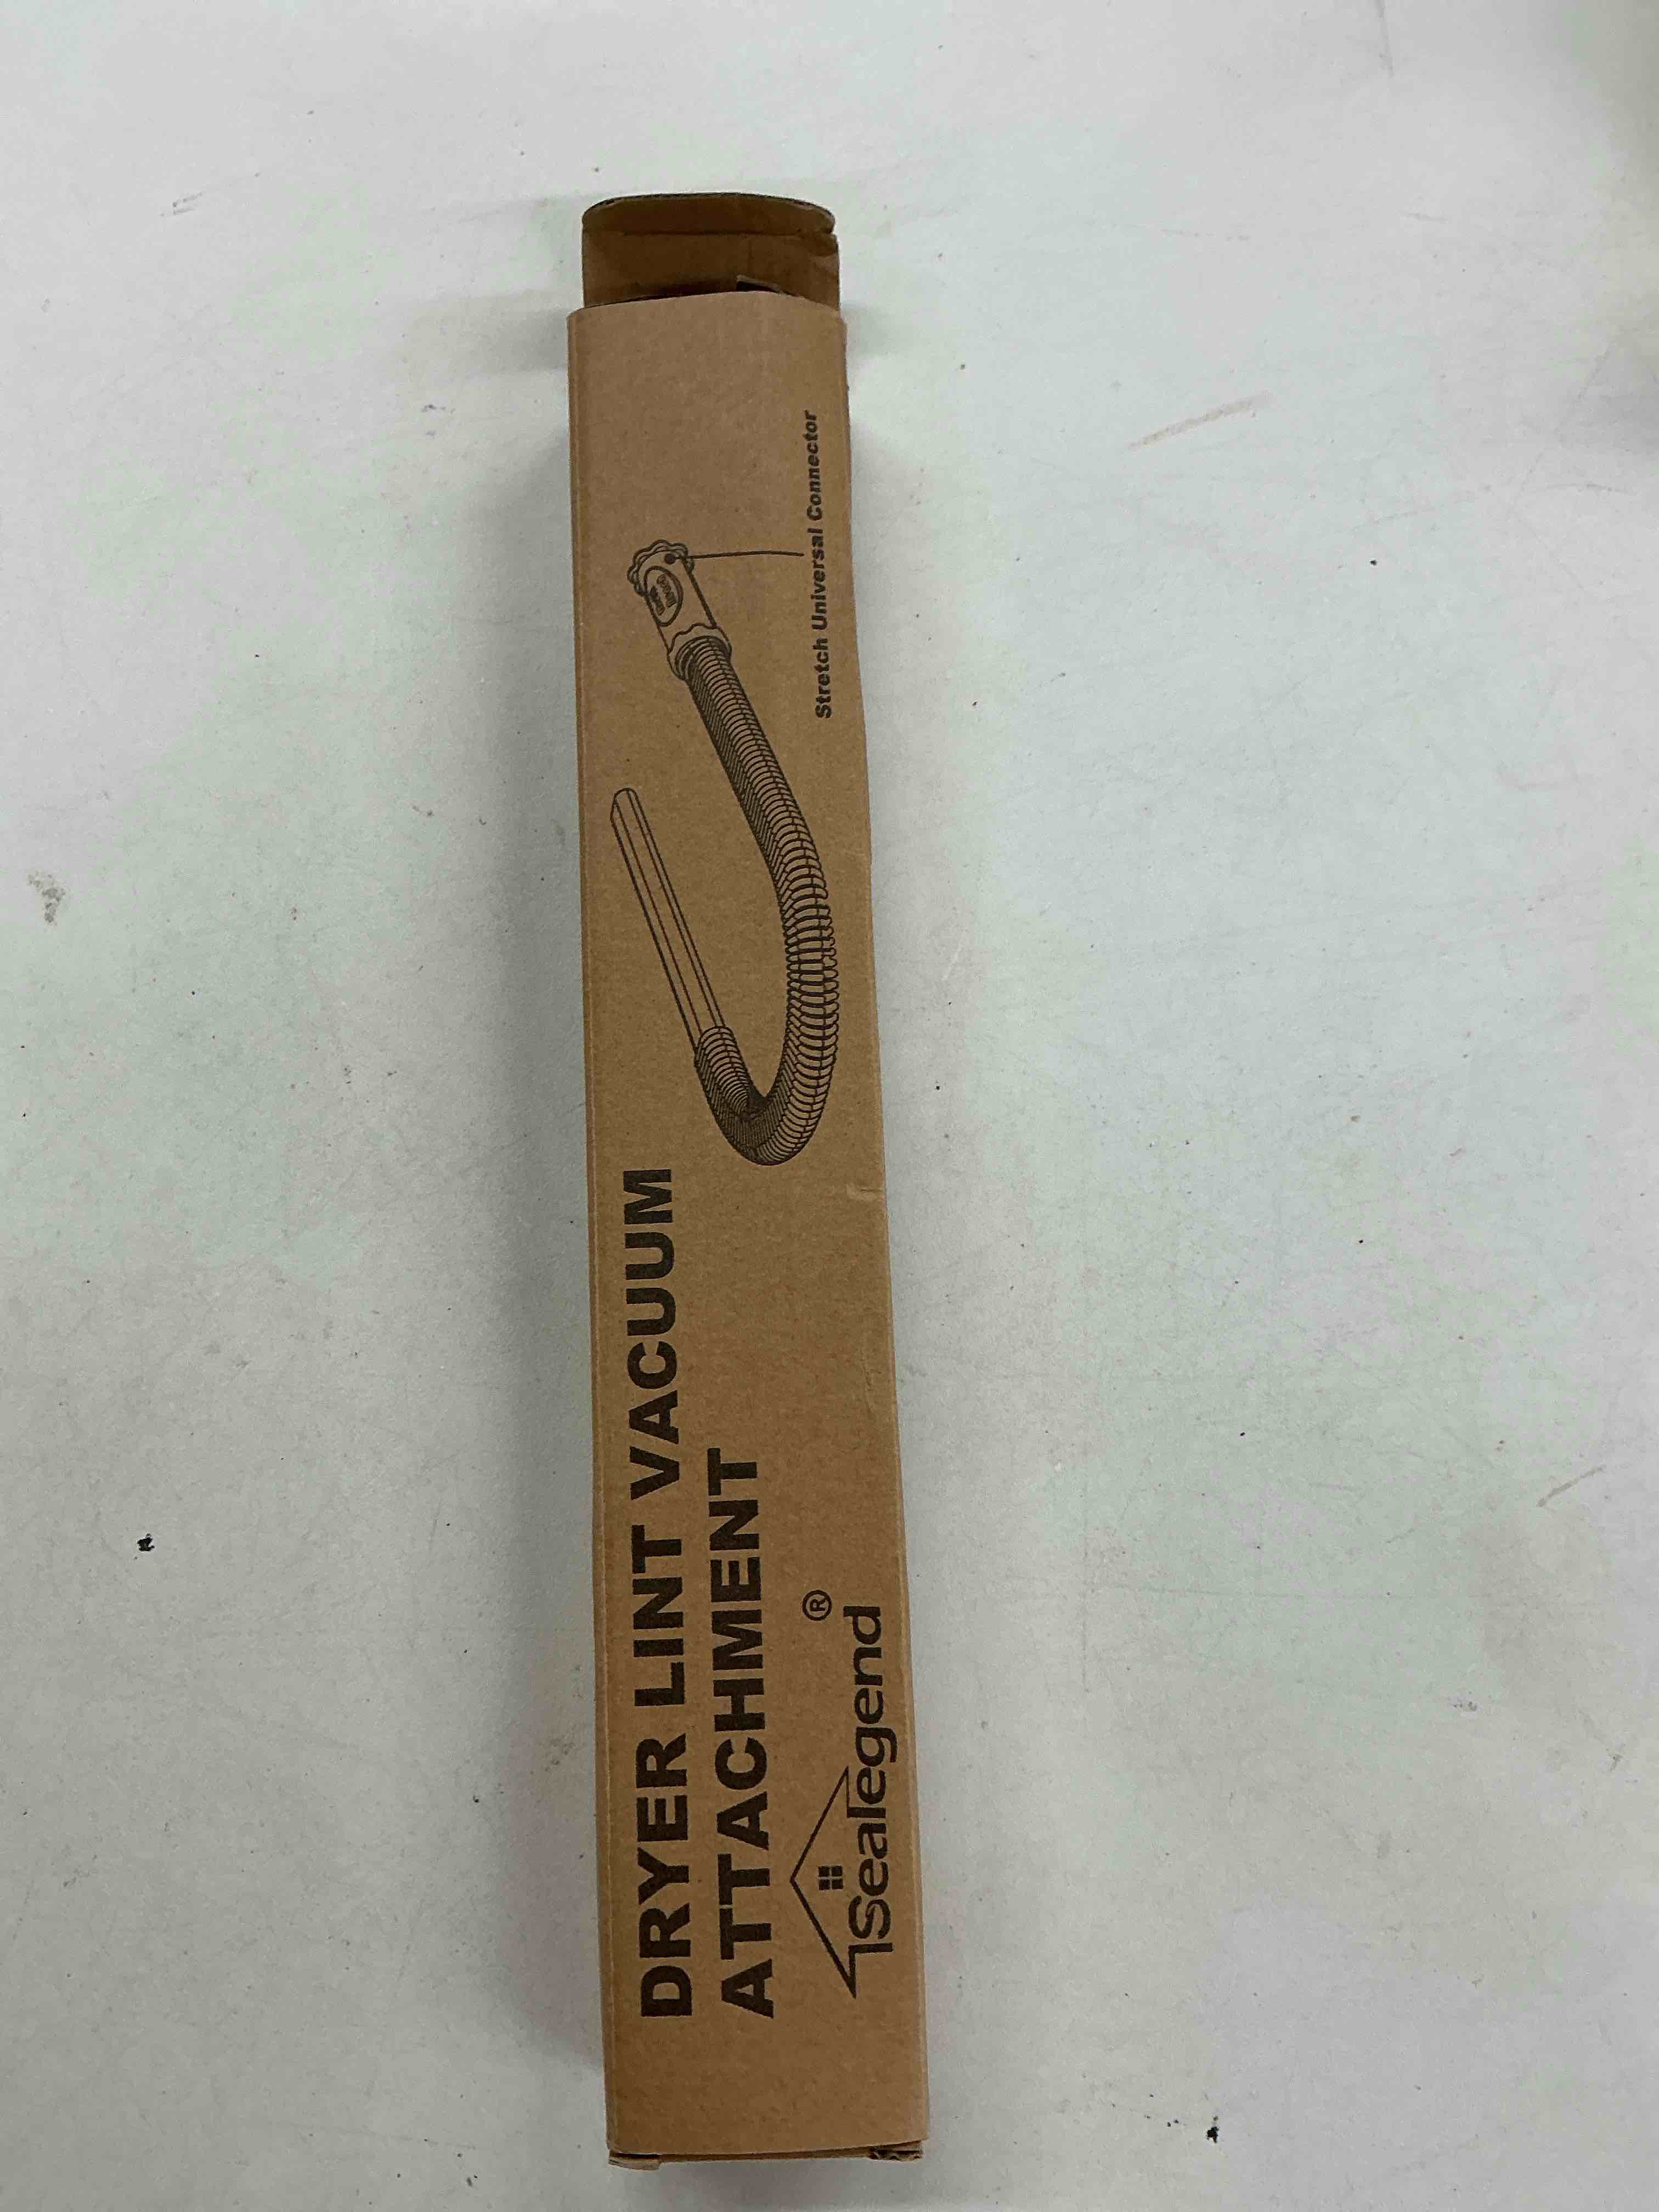 DRYER LINT VACUUM
ATTACHMENT
Sealegend®
Stretch Universal Connector